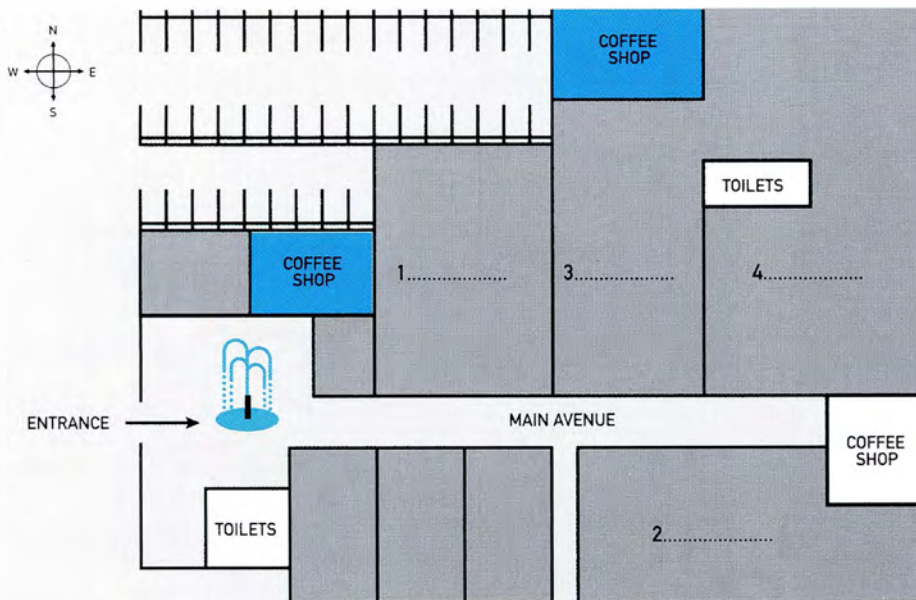 COFFEE
SHOP
N
W E
S
TOILETS
COFFEE
SHOP
1....................
3....................
4....................
ENTRANCE
MAIN AVENUE
COFFEE
SHOP
TOILETS
2....................